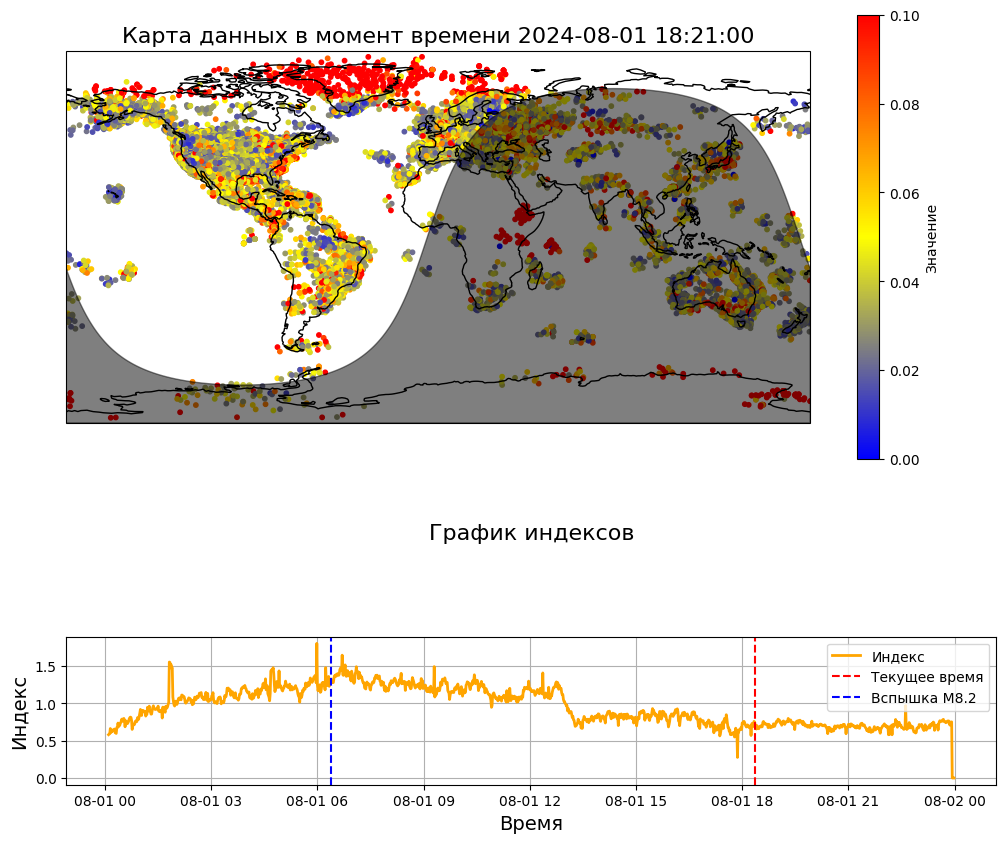 Карта данных в момент времени 2024-08-01 18:21:00
0.10
0.08
0.06
0.04
0.02
0.00
Значение
График индексов
Индекс
1.5
1.0
0.5
0.0
Индекс
Текущее время
Вспышка M8.2
08-01 00 08-01 03 08-01 06 08-01 09 08-01 12 08-01 15 08-01 18 08-01 21 08-02 00
Время